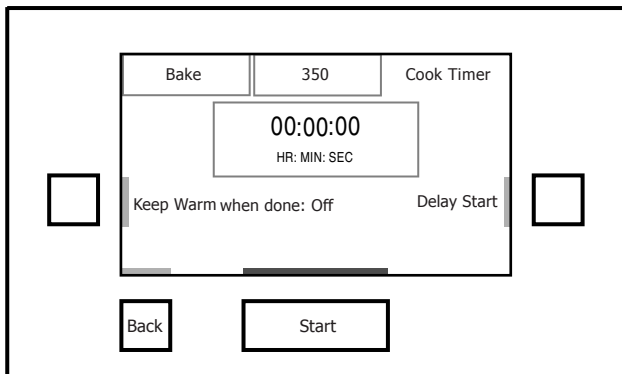 Bake 350 Cook Timer
00:00:00
HR: MIN: SEC
Keep Warm when done: Off Delay Start
Back Start